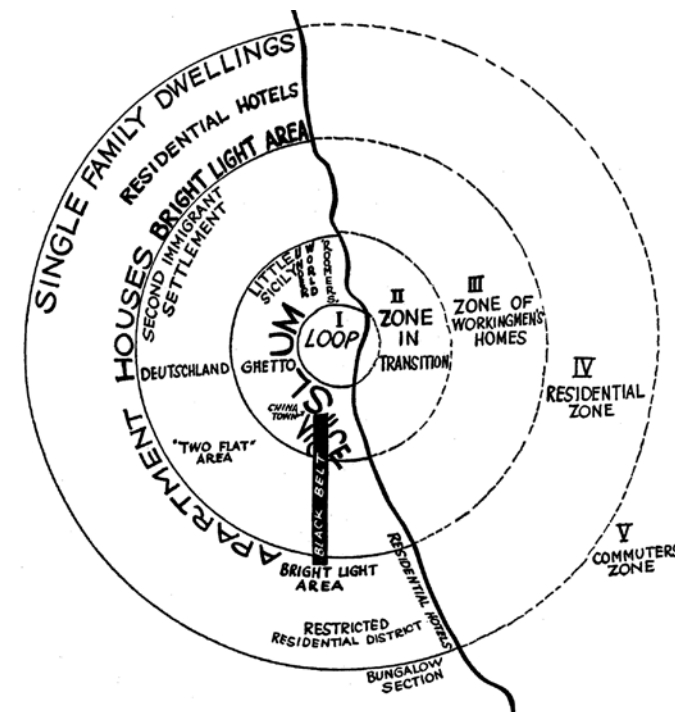 SINGLE FAMILY DWELLINGS
RESIDENTIAL HOTELS
BRIGHT LIGHT AREA
APARTMENT HOUSES
SECOND IMMIGRANT
SETTLEMENT
LITTLE
SICILY
UNDER
WORLD
ROOMERS
I
LOOP
II
ZONE
IN
TRANSITION
III
ZONE OF
WORKINGMEN'S
HOMES
IV
RESIDENTIAL
ZONE
V
COMMUTERS
ZONE
DEUTSCHLAND
GHETTO
SLUM
CHINA
TOWN
VICE
"TWO FLAT"
AREA
BLACK BELT
BRIGHT LIGHT
AREA
RESIDENTIAL HOTELS
RESTRICTED
RESIDENTIAL DISTRICT
BUNGALOW
SECTION